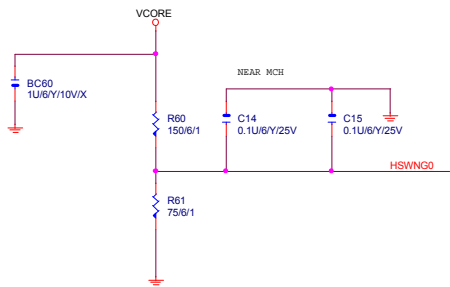 VCORE
NEAR MCH
BC60
1U/6/Y/10V/X
R60
150/6/1
C14
0.1U/6/Y/25V
C15
0.1U/6/Y/25V
HSWNG0
R61
75/6/1